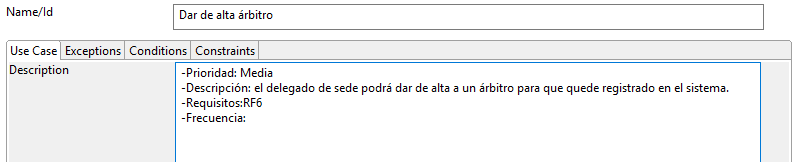 Name/Id
Dar de alta árbitro
Use Case Exceptions Conditions Constraints
Description
-Prioridad: Media
-Descripción: el delegado de sede podrá dar de alta a un árbitro para que quede registrado en el sistema.
-Requisitos:RF6
-Frecuencia: